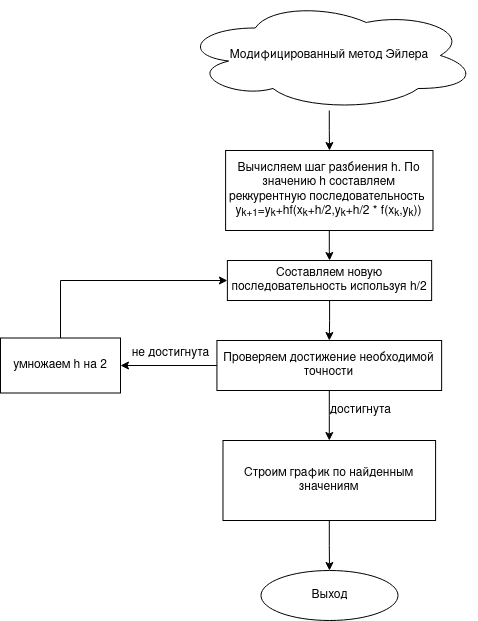 Модифицированный метод Эйлера
Вычисляем шаг разбиения h. По
значению h составляем
реккурентную последовательность
yk+1=yk+hf(xk+h/2,yk+h/2 * f(xk,yk))
Составляем новую
последовательность используя h/2
не достигнута
умножаем h на 2
Проверяем достижение необходимой
точности
достигнута
Строим график по найденным
значениям
Выход